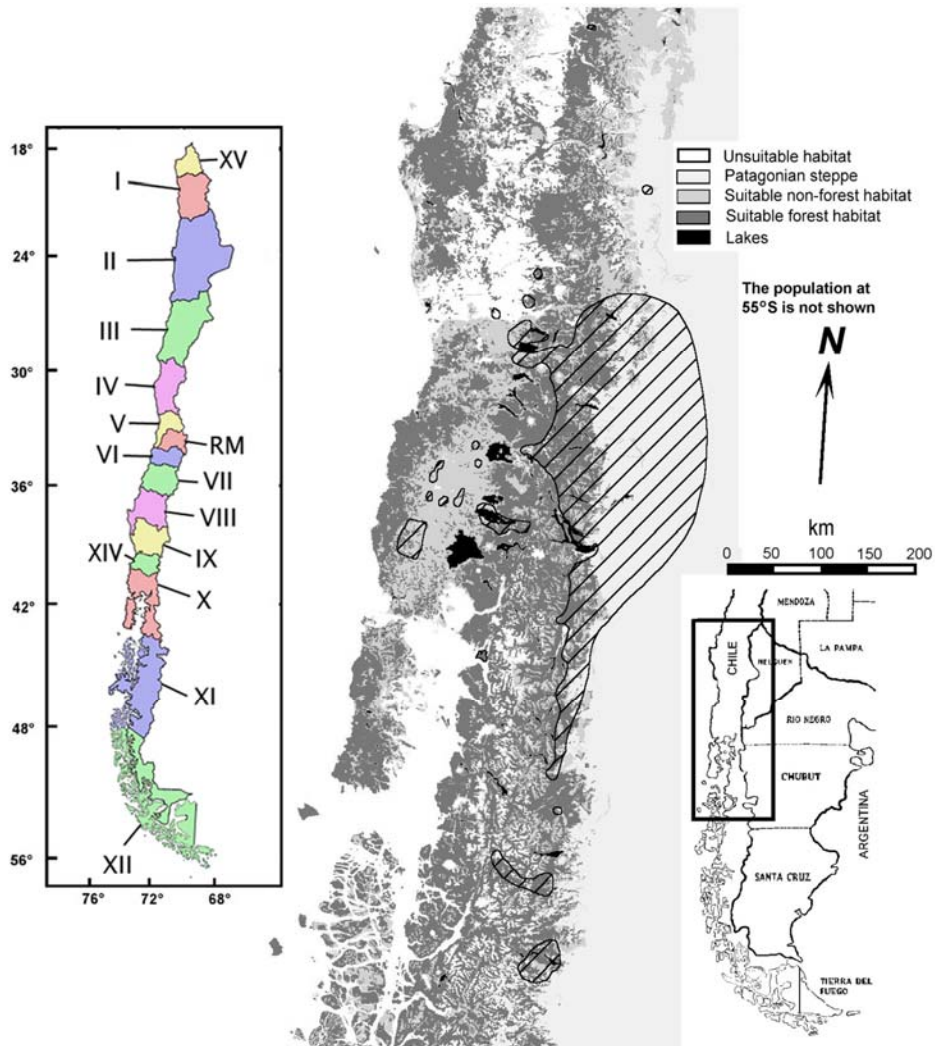 18°
24°
30°
36°
42°
48°
56°
76°
72°
68°
XV
I
II
III
IV
V
RM
VI
VII
VIII
IX
XIV
X
XI
XII
Unsuitable habitat
Patagonian steppe
Suitable non-forest habitat
Suitable forest habitat
Lakes
The population at
55°S is not shown
N
km
0 50 100 150 200
MENDOZA
LA PAMPA
CHILE
NEUQUEN
RIO NEGRO
CHUBUT
ARGENTINA
SANTA CRUZ
TIERRA DEL
FUEGO